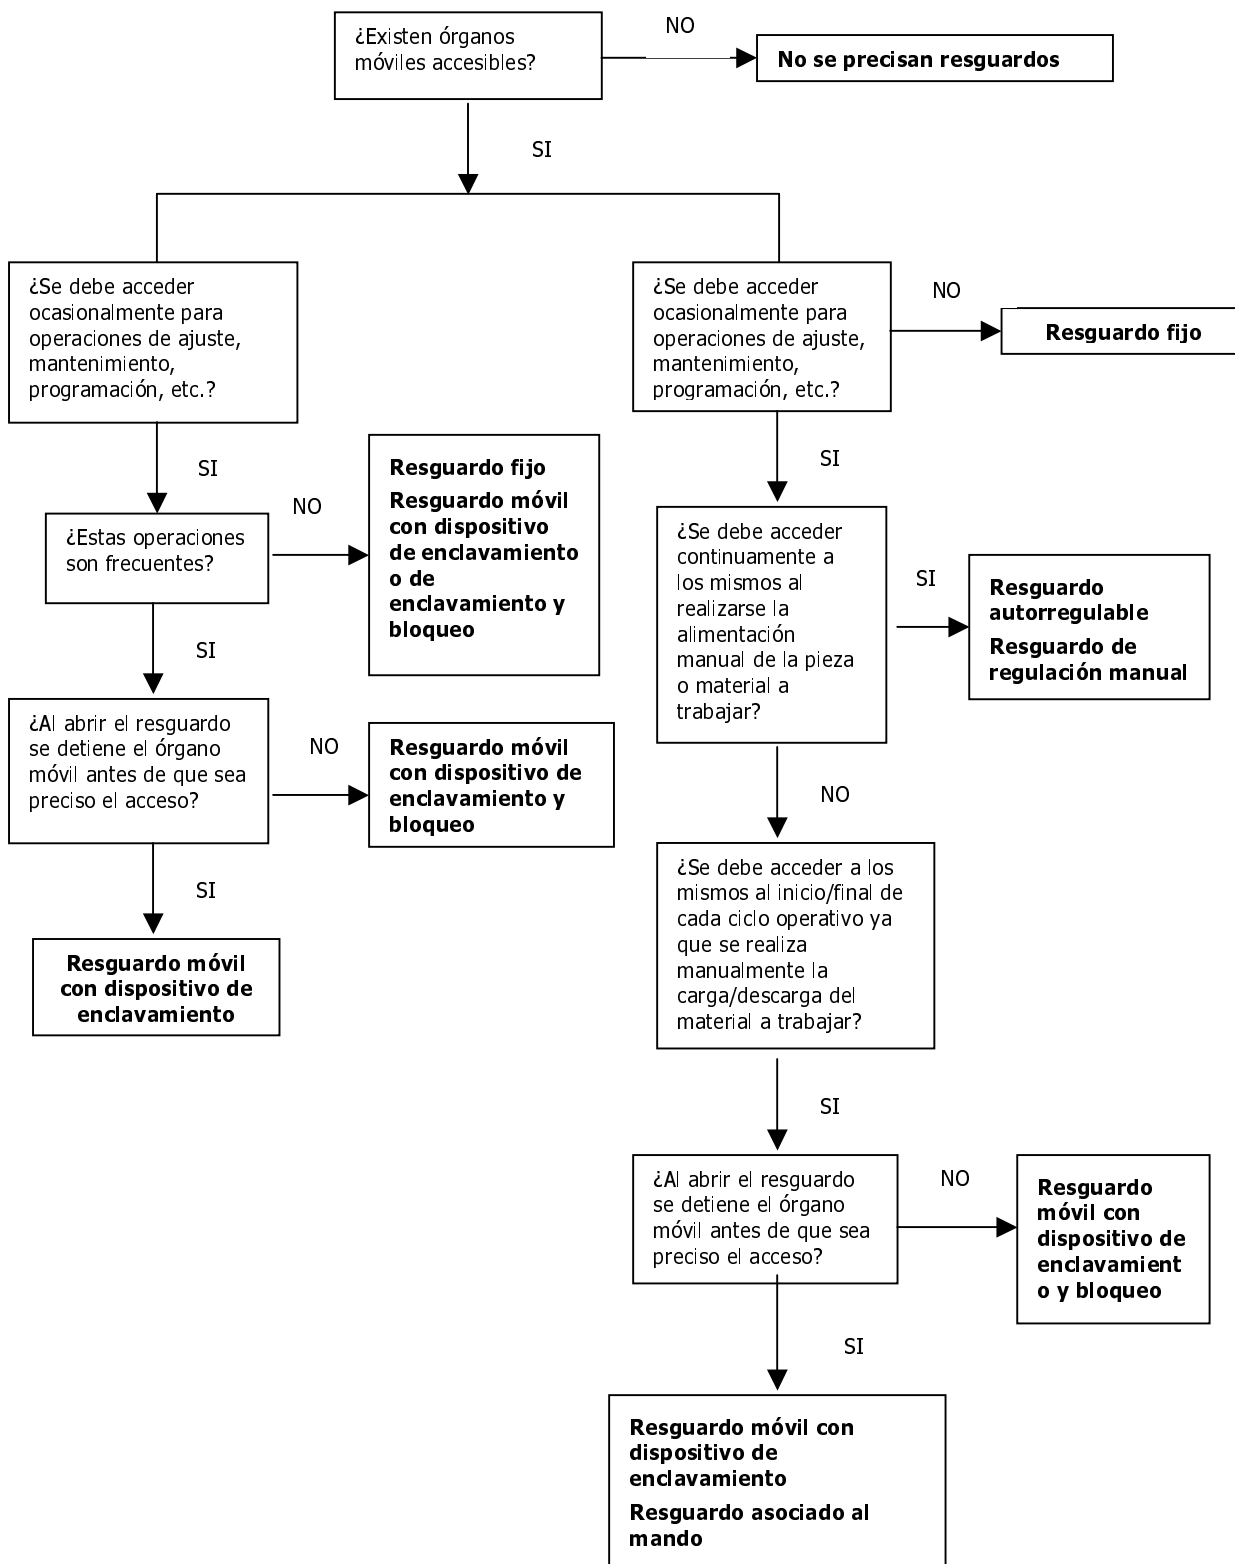 ¿Existen órganos
móviles accesibles?
NO
No se precisan resguardos
SI
¿Se debe acceder
ocasionalmente para
operaciones de ajuste,
mantenimiento,
programación, etc.?
SI
¿Estas operaciones
son frecuentes?
NO
Resguardo fijo
Resguardo móvil
con dispositivo
de enclavamiento
o de
enclavamiento y
bloqueo
SI
¿Al abrir el resguardo
se detiene el órgano
móvil antes de que sea
preciso el acceso?
NO
Resguardo móvil
con dispositivo de
enclavamiento y
bloqueo
SI
Resguardo móvil
con dispositivo de
enclavamiento
¿Se debe acceder
ocasionalmente para
operaciones de ajuste,
mantenimiento,
programación, etc.?
NO
Resguardo fijo
SI
¿Se debe acceder
continuamente a
los mismos al
realizarse la
alimentación
manual de la pieza
o material a
trabajar?
SI
Resguardo
autorregulable
Resguardo de
regulación manual
NO
¿Se debe acceder a los
mismos al inicio/final de
cada ciclo operativo ya
que se realiza
manualmente la
carga/descarga del
material a trabajar?
SI
¿Al abrir el resguardo
se detiene el órgano
móvil antes de que sea
preciso el acceso?
NO
Resguardo
móvil con
dispositivo de
enclavamient
o y bloqueo
SI
Resguardo móvil con
dispositivo de
enclavamiento
Resguardo asociado al
mando